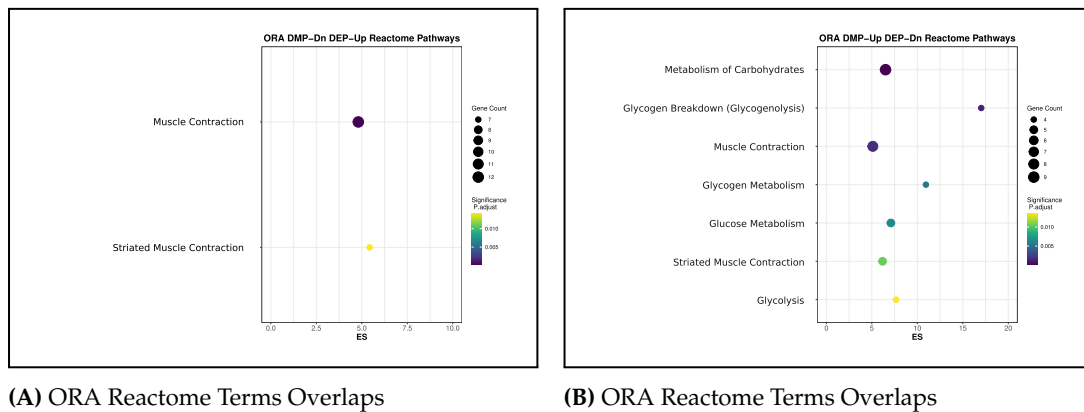 ORA DMP−Dn DEP−Up Reactome Pathways
Muscle Contraction
Striated Muscle Contraction
0.0 2.5 5.0 7.5 10.0
ES
Gene Count
7
8
9
10
11
12
Significance
P.adjust
0.010
0.005
(A) ORA Reactome Terms Overlaps
ORA DMP−Up DEP−Dn Reactome Pathways
Metabolism of Carbohydrates
Glycogen Breakdown (Glycogenolysis)
Muscle Contraction
Glycogen Metabolism
Glucose Metabolism
Striated Muscle Contraction
Glycolysis
0 5 10 15 20
ES
Gene Count
4
5
6
7
8
9
Significance
P.adjust
0.010
0.005
(B) ORA Reactome Terms Overlaps